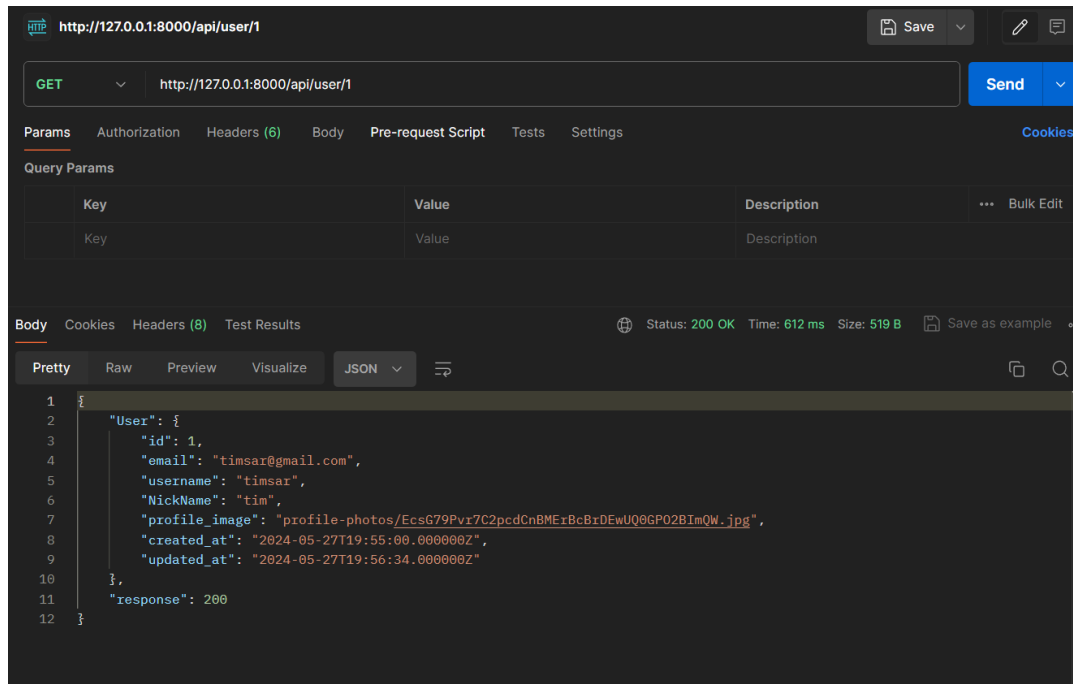 HTTP http://127.0.0.1:8000/api/user/1 Save
GET http://127.0.0.1:8000/api/user/1 Send
Params Authorization Headers (6) Body Pre-request Script Tests Settings Cookies
Query Params
Key Value Description ••• Bulk Edit
Key Value Description
Body Cookies Headers (8) Test Results Status: 200 OK Time: 612 ms Size: 519 B Save as example
Pretty Raw Preview Visualize JSON
1 {
2 "User": {
3 "id": 1,
4 "email": "timsar@gmail.com",
5 "username": "timsar",
6 "NickName": "tim",
7 "profile_image": "profile-photos/EcsG79Pvr7C2pcdCnBMErBcBrDEwUQ0GPO2BImQW.jpg",
8 "created_at": "2024-05-27T19:55:00.000000Z",
9 "updated_at": "2024-05-27T19:56:34.000000Z"
10 },
11 "response": 200
12 }